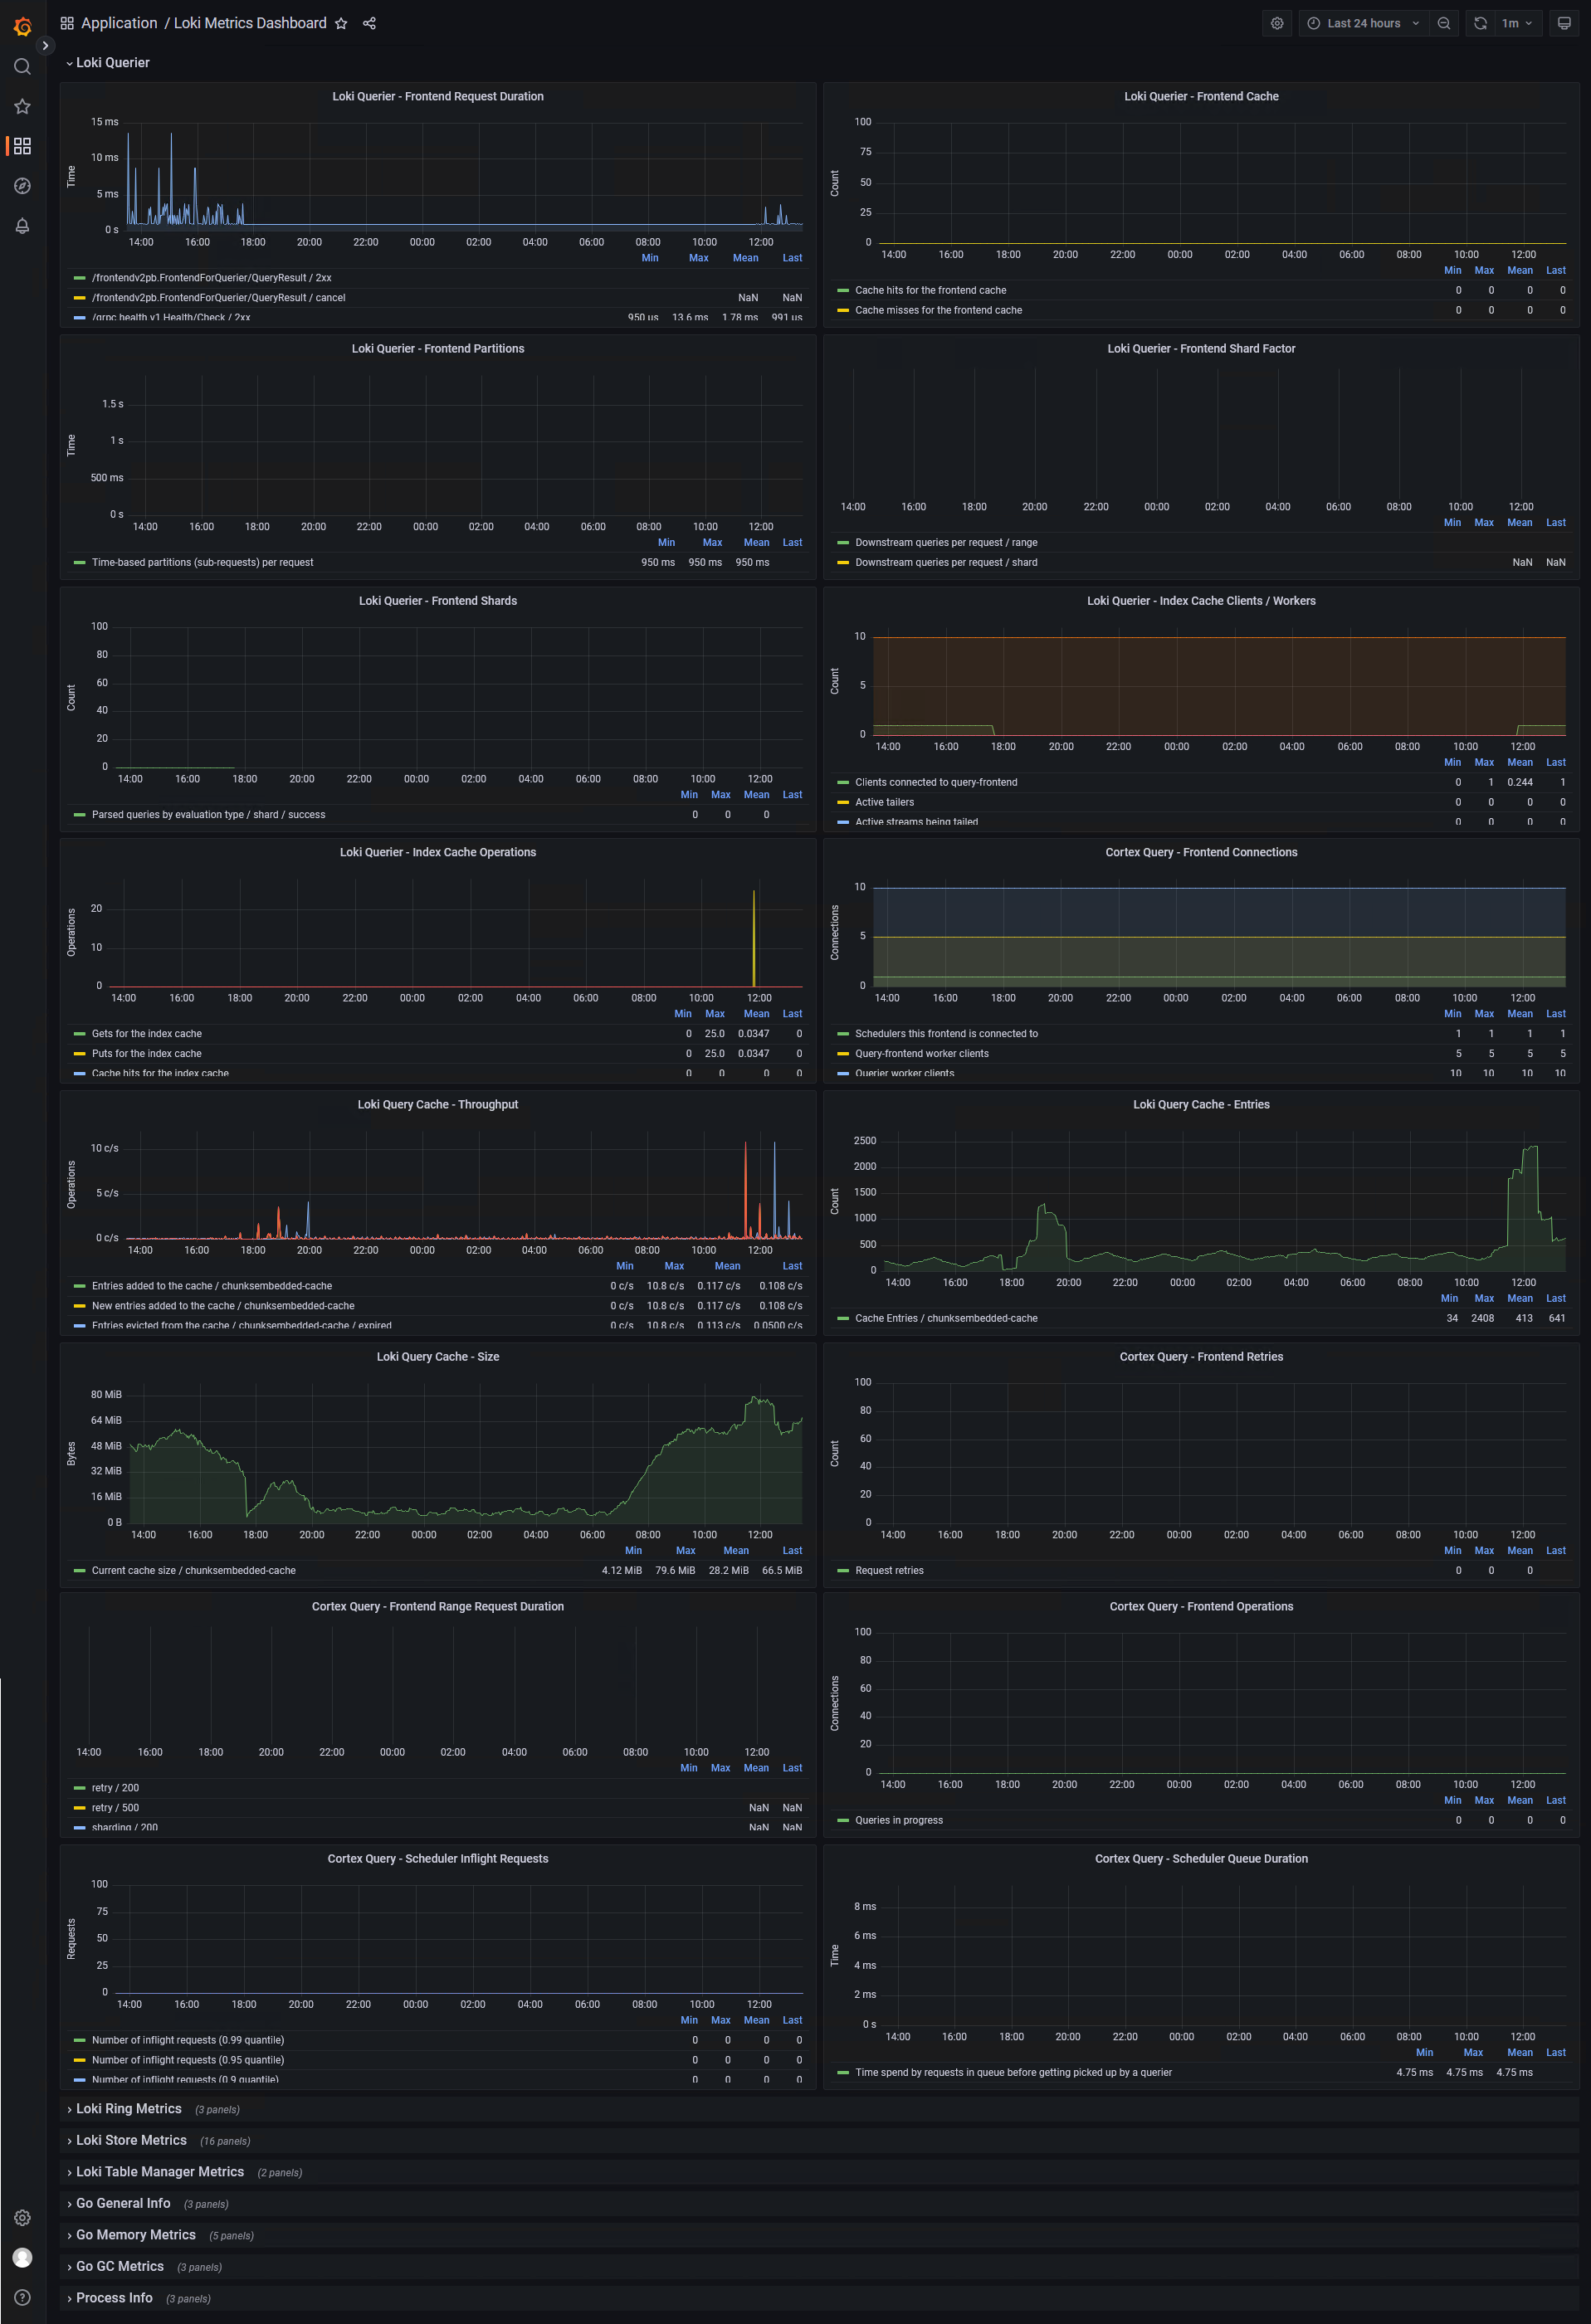 Application / Loki Metrics Dashboard
Last 24 hours
1m
Loki Querier
Loki Querier - Frontend Request Duration
15 ms
10 ms
5 ms
0 s
Time
14:00 16:00 18:00 20:00 22:00 00:00 02:00 04:00 06:00 08:00 10:00 12:00
Min Max Mean Last
/frontendv2pb.FrontendForQuerier/QueryResult / 2xx
/frontendv2pb.FrontendForQuerier/QueryResult / cancel NaN NaN
/grpc.health.v1.Health/Check / 2xx 950 us 13.6 ms 1.78 ms 991 us
Loki Querier - Frontend Cache
100
75
50
25
0
Count
14:00 16:00 18:00 20:00 22:00 00:00 02:00 04:00 06:00 08:00 10:00 12:00
Min Max Mean Last
Cache hits for the frontend cache 0 0 0 0
Cache misses for the frontend cache 0 0 0 0
Loki Querier - Frontend Partitions
1.5 s
1 s
500 ms
0 s
Time
14:00 16:00 18:00 20:00 22:00 00:00 02:00 04:00 06:00 08:00 10:00 12:00
Min Max Mean Last
Time-based partitions (sub-requests) per request 950 ms 950 ms 950 ms
Loki Querier - Frontend Shard Factor
14:00 16:00 18:00 20:00 22:00 00:00 02:00 04:00 06:00 08:00 10:00 12:00
Min Max Mean Last
Downstream queries per request / range
Downstream queries per request / shard NaN NaN
Loki Querier - Frontend Shards
100
80
60
40
20
0
Count
14:00 16:00 18:00 20:00 22:00 00:00 02:00 04:00 06:00 08:00 10:00 12:00
Min Max Mean Last
Parsed queries by evaluation type / shard / success 0 0 0
Loki Querier - Index Cache Clients / Workers
10
5
0
Count
14:00 16:00 18:00 20:00 22:00 00:00 02:00 04:00 06:00 08:00 10:00 12:00
Min Max Mean Last
Clients connected to query-frontend 0 1 0.244 1
Active tailers 0 0 0 0
Active streams being tailed 0 0 0 0
Loki Querier - Index Cache Operations
20
10
0
Operations
14:00 16:00 18:00 20:00 22:00 00:00 02:00 04:00 06:00 08:00 10:00 12:00
Min Max Mean Last
Gets for the index cache 0 25.0 0.0347 0
Puts for the index cache 0 25.0 0.0347 0
Cache hits for the index cache 0 0 0 0
Cortex Query - Frontend Connections
10
5
0
Connections
14:00 16:00 18:00 20:00 22:00 00:00 02:00 04:00 06:00 08:00 10:00 12:00
Min Max Mean Last
Schedulers this frontend is connected to 1 1 1 1
Query-frontend worker clients 5 5 5 5
Querier worker clients 10 10 10 10
Loki Query Cache - Throughput
10 c/s
5 c/s
0 c/s
Operations
14:00 16:00 18:00 20:00 22:00 00:00 02:00 04:00 06:00 08:00 10:00 12:00
Min Max Mean Last
Entries added to the cache / chunksembedded-cache 0 c/s 10.8 c/s 0.117 c/s 0.108 c/s
New entries added to the cache / chunksembedded-cache 0 c/s 10.8 c/s 0.117 c/s 0.108 c/s
Entries evicted from the cache / chunksembedded-cache / expired 0 c/s 10.8 c/s 0.113 c/s 0.0500 c/s
Loki Query Cache - Entries
2500
2000
1500
1000
500
0
Count
14:00 16:00 18:00 20:00 22:00 00:00 02:00 04:00 06:00 08:00 10:00 12:00
Min Max Mean Last
Cache Entries / chunksembedded-cache 34 2408 413 641
Loki Query Cache - Size
80 MiB
64 MiB
48 MiB
32 MiB
16 MiB
0 B
Bytes
14:00 16:00 18:00 20:00 22:00 00:00 02:00 04:00 06:00 08:00 10:00 12:00
Min Max Mean Last
Current cache size / chunksembedded-cache 4.12 MiB 79.6 MiB 28.2 MiB 66.5 MiB
Cortex Query - Frontend Retries
100
80
60
40
20
0
Count
14:00 16:00 18:00 20:00 22:00 00:00 02:00 04:00 06:00 08:00 10:00 12:00
Min Max Mean Last
Request retries 0 0 0
Cortex Query - Frontend Range Request Duration
14:00 16:00 18:00 20:00 22:00 00:00 02:00 04:00 06:00 08:00 10:00 12:00
Min Max Mean Last
retry / 200
retry / 500 NaN NaN
sharding / 200 NaN NaN
Cortex Query - Frontend Operations
100
80
60
40
20
0
Connections
14:00 16:00 18:00 20:00 22:00 00:00 02:00 04:00 06:00 08:00 10:00 12:00
Min Max Mean Last
Queries in progress 0 0 0 0
Cortex Query - Scheduler Inflight Requests
100
75
50
25
0
Requests
14:00 16:00 18:00 20:00 22:00 00:00 02:00 04:00 06:00 08:00 10:00 12:00
Min Max Mean Last
Number of inflight requests (0.99 quantile) 0 0 0 0
Number of inflight requests (0.95 quantile) 0 0 0 0
Number of inflight requests (0.9 quantile) 0 0 0 0
Cortex Query - Scheduler Queue Duration
8 ms
6 ms
4 ms
2 ms
0 s
Time
14:00 16:00 18:00 20:00 22:00 00:00 02:00 04:00 06:00 08:00 10:00 12:00
Min Max Mean Last
Time spend by requests in queue before getting picked up by a querier 4.75 ms 4.75 ms 4.75 ms
Loki Ring Metrics (3 panels)
Loki Store Metrics (16 panels)
Loki Table Manager Metrics (2 panels)
Go General Info (3 panels)
Go Memory Metrics (5 panels)
Go GC Metrics (3 panels)
Process Info (3 panels)